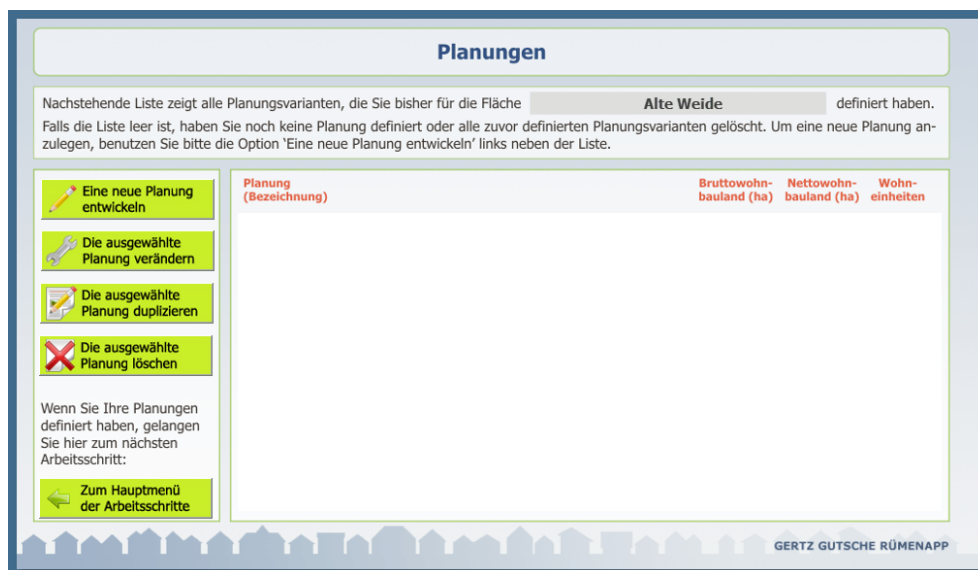 Planungen
Nachstehende Liste zeigt alle Planungsvarianten, die Sie bisher für die Fläche Alte Weide definiert haben.
Falls die Liste leer ist, haben Sie noch keine Planung definiert oder alle zuvor definierten Planungsvarianten gelöscht. Um eine neue Planung an-
zulegen, benutzen Sie bitte die Option ‘Eine neue Planung entwickeln’ links neben der Liste.
Eine neue Planung
entwickeln
Die ausgewählte
Planung verändern
Die ausgewählte
Planung duplizieren
Die ausgewählte
Planung löschen
Wenn Sie Ihre Planungen
definiert haben, gelangen
Sie hier zum nächsten
Arbeitsschritt:
Zum Hauptmenü
der Arbeitsschritte
Planung Bruttowohn- Nettowohn- Wohn-
(Bezeichnung) bauland (ha) bauland (ha) einheiten
GERTZ GUTSCHE RÜMENAPP